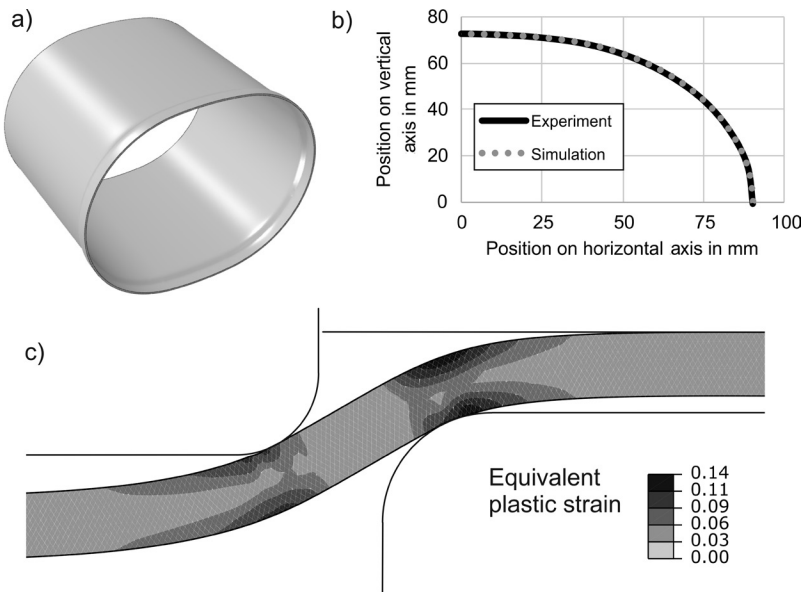 a)
b)
80
60
40
20
0
Position on vertical
axis in mm
Experiment
Simulation
0
25
50
75
100
Position on horizontal axis in mm
c)
Equivalent
plastic strain
0.14
0.11
0.09
0.06
0.03
0.00